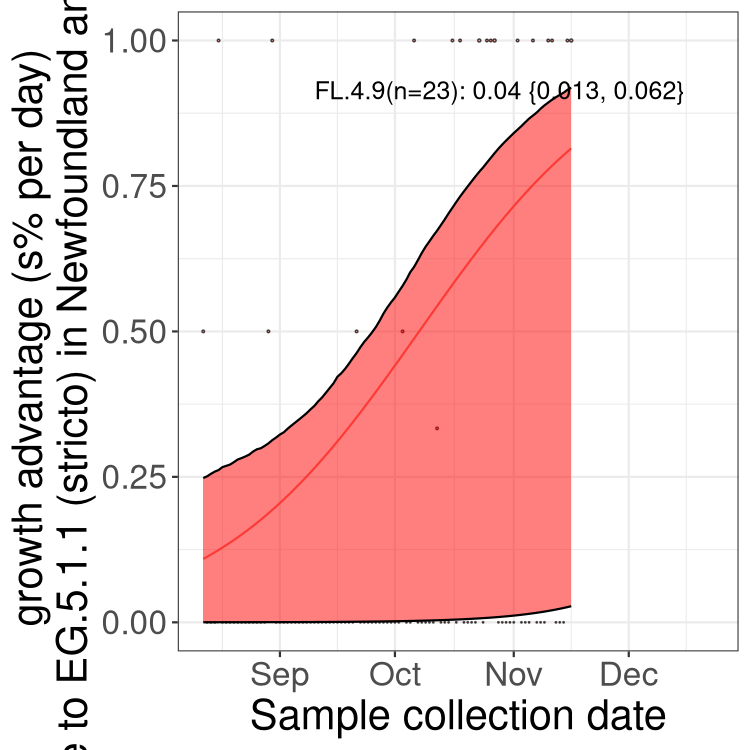 growth advantage (s% per day)
to EG.5.1.1 (stricto) in Newfoundland
1.00
0.75
0.50
0.25
0.00
FL.4.9(n=23): 0.04 {0.013, 0.062}
Sep Oct Nov Dec
Sample collection date